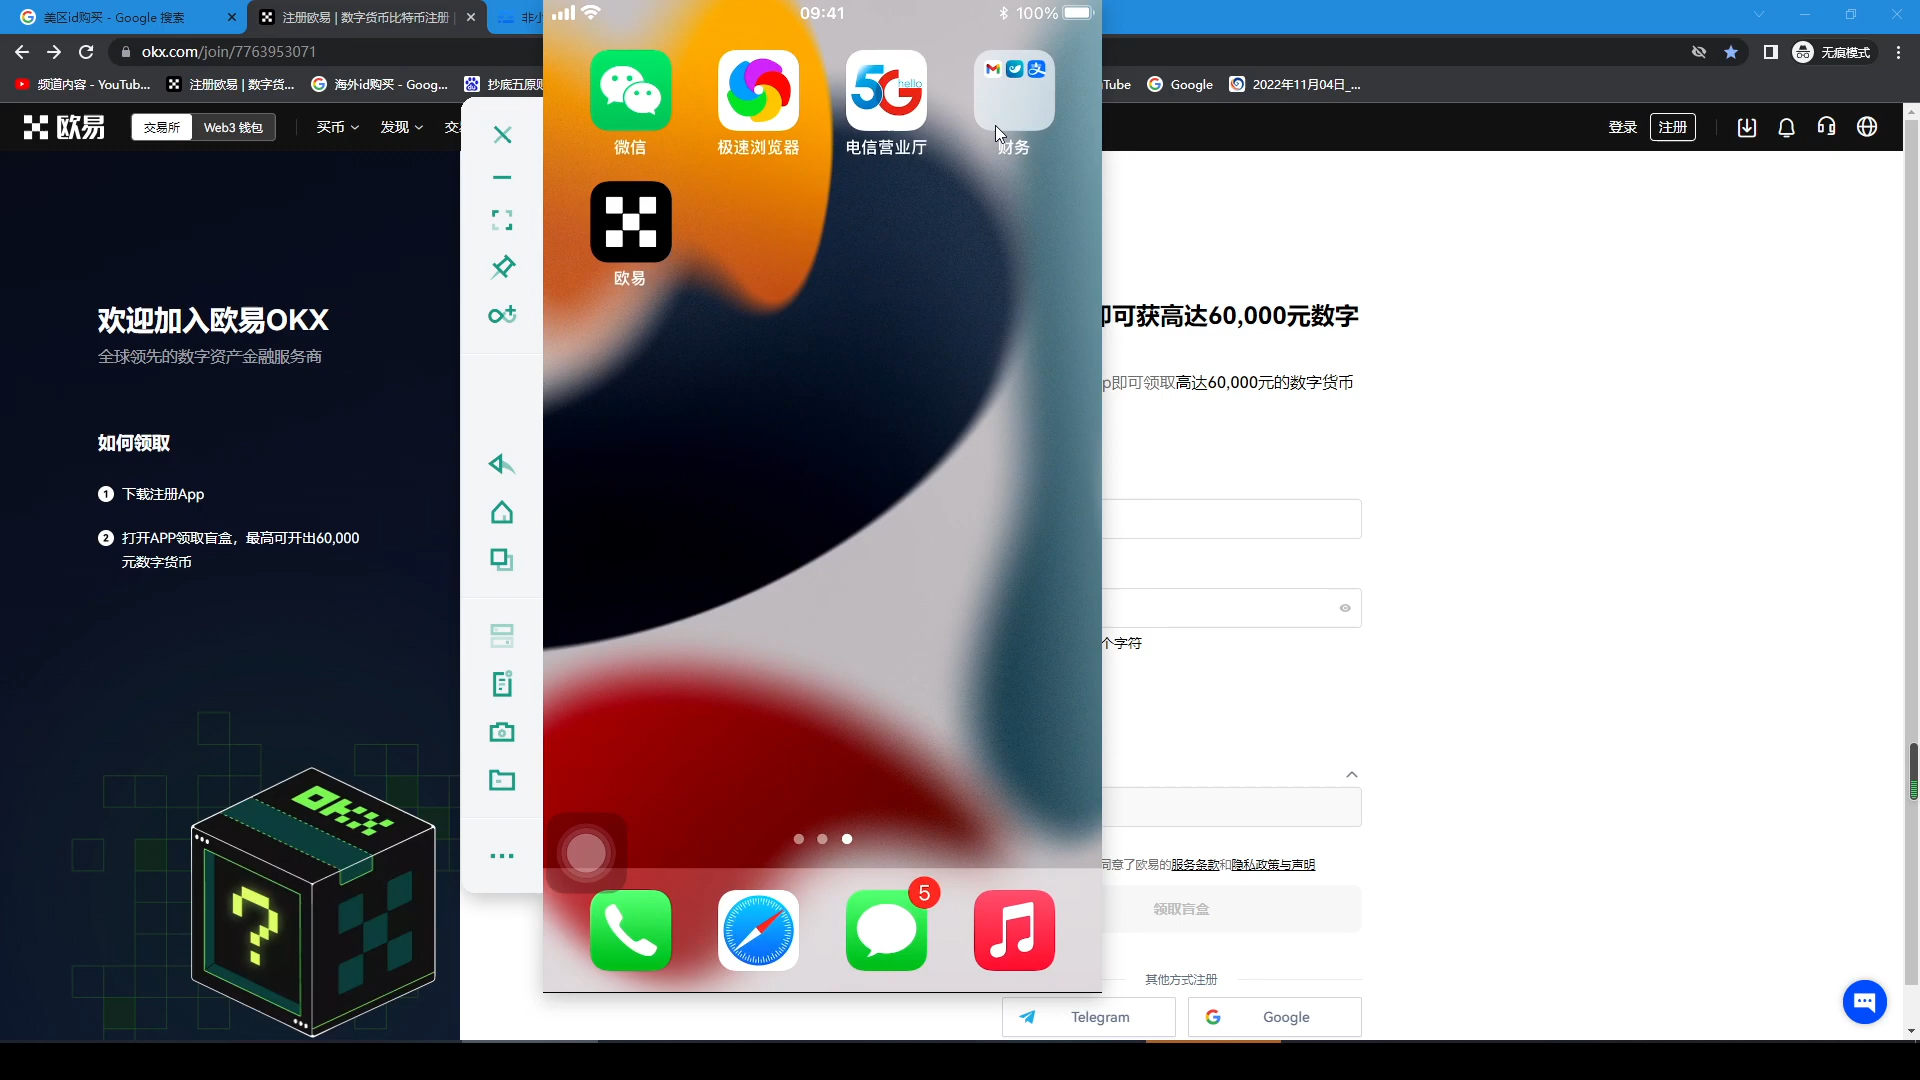 美区id购买 - Google 搜索
注册欧易 | 数字货币比特币注册
非小
okx.com/join/7763953071
无痕模式
频道内容 - YouTub...
注册欧易 | 数字货...
海外id购买 - Goog...
抄底五原则
Tube
Google
2022年11月04日_...
欧易
交易所
Web3 钱包
买币
发现
交易
登录
注册
欢迎加入欧易OKX
全球领先的数字资产金融服务商
如何领取
1 下载注册App
2 打开APP领取盲盒，最高可开出60,000
元数字货币
OKX
?
09:41
100%
微信
极速浏览器
5G
hello
电信营业厅
财务
欧易
5
即可获高达60,000元数字
p即可领取高达60,000元的数字货币
个字符
同意了欧易的服务条款和隐私政策与声明
领取盲盒
其他方式注册
Telegram
Google